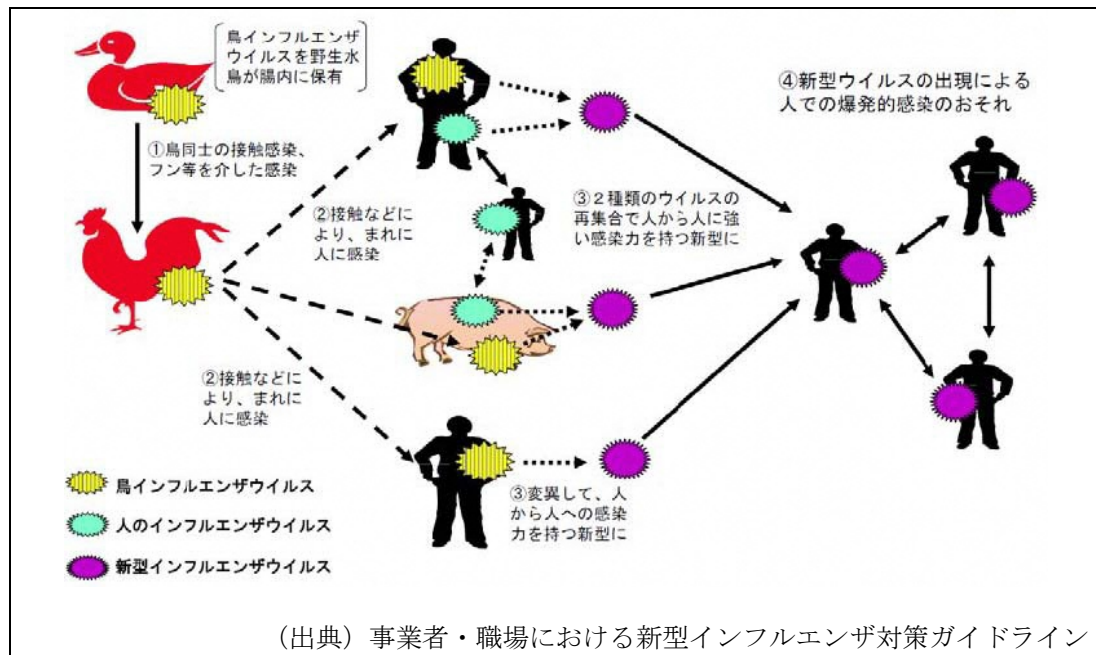 鳥インフルエンザ
ウイルスを野生水
鳥が腸内に保有
①鳥同士の接触感染、
フン等を介した感染
②接触などに
より、まれに
人に感染
③２種類のウイルスの
再集合で人から人に強
い感染力を持つ新型に
④新型ウイルスの出現による
人での爆発的感染のおそれ
②接触などに
より、まれに
人に感染
③変異して、人
から人への感染
力を持つ新型に
鳥インフルエンザウイルス
人のインフルエンザウイルス
新型インフルエンザウイルス
（出典）事業者・職場における新型インフルエンザ対策ガイドライン